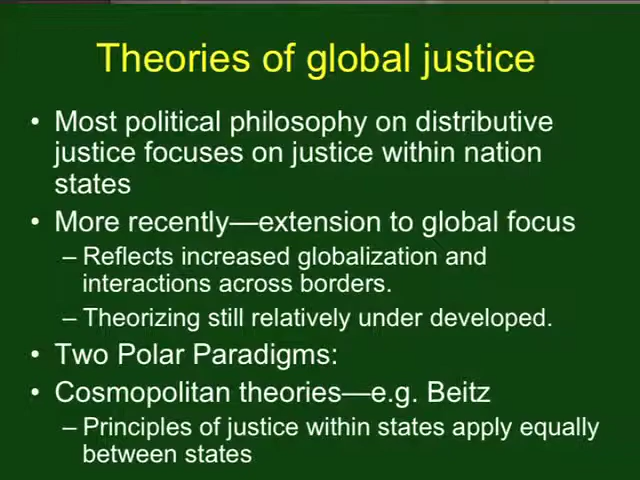 Theories of global justice
• Most political philosophy on distributive
justice focuses on justice within nation
states
• More recently—extension to global focus
– Reflects increased globalization and
interactions across borders.
– Theorizing still relatively under developed.
• Two Polar Paradigms:
• Cosmopolitan theories—e.g. Beitz
– Principles of justice within states apply equally
between states